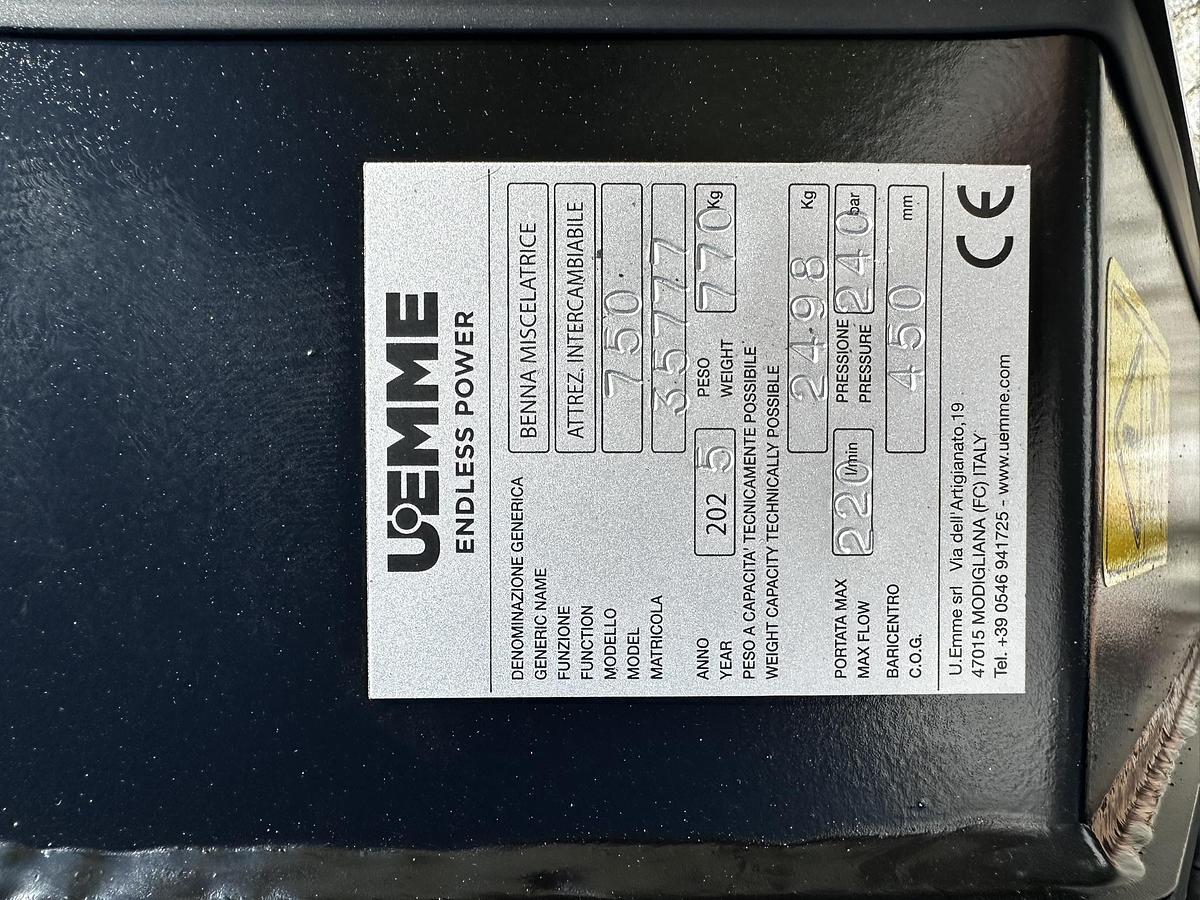 UEMME
ENDLESS POWER
DENOMINAZIONE GENERICA
GENERIC NAME
BENNA MISCELATRICE
FUNZIONE
FUNCTION
ATTREZ. INTERCAMBIABILE
MODELLO
MODEL
750
MATRICOLA
35777
ANNO
YEAR
2025
PESO
WEIGHT
770 Kg
PESO A CAPACITA' TECNICAMENTE POSSIBILE
WEIGHT CAPACITY TECHNICALLY POSSIBLE
2498 Kg
PORTATA MAX
MAX FLOW
220 l/min
PRESSIONE
PRESSURE
240 bar
BARICENTRO
C.O.G.
450 mm
U.Emme srl Via dell'Artigianato,19
47015 MODIGLIANA (FC) ITALY
Tel. +39 0546 941725 - www.uemme.com
CE